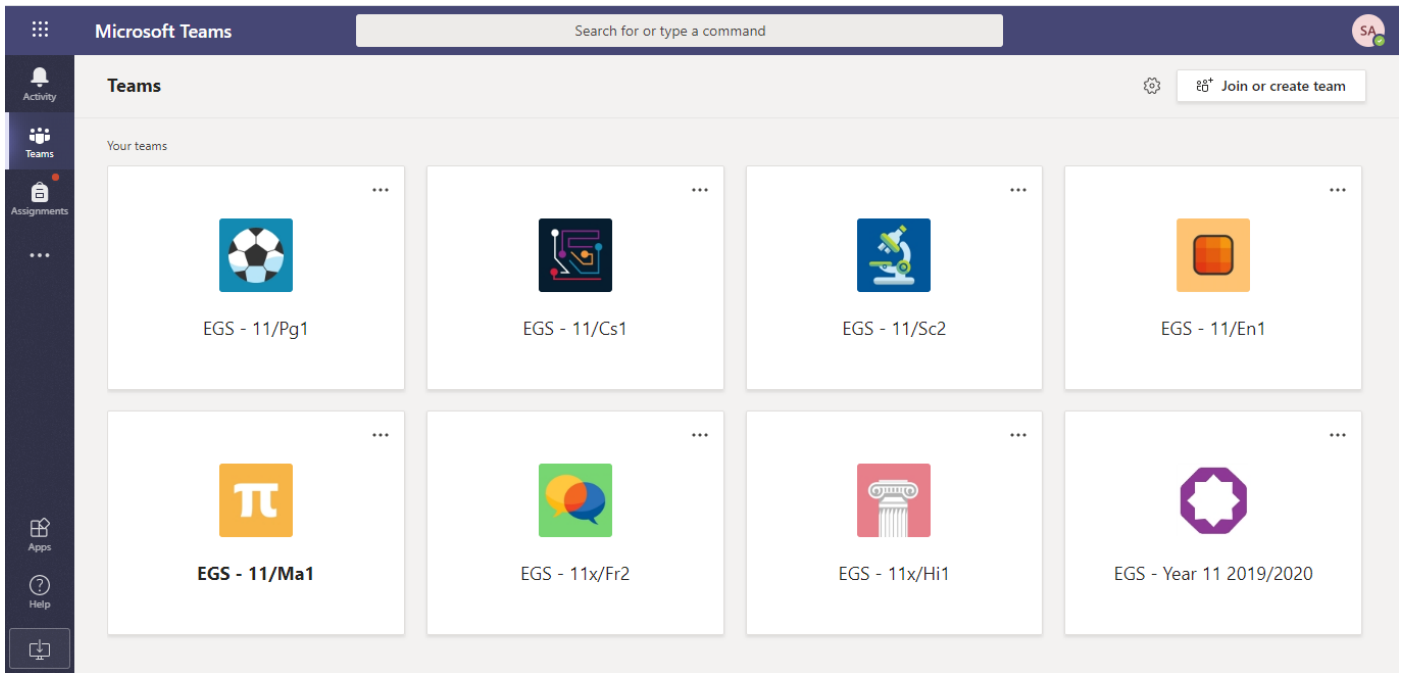 Microsoft Teams
Search for or type a command
SA
Activity
Teams
Assignments
Apps
Help
Teams
Join or create team
Your teams
EGS - 11/Pg1
EGS - 11/Cs1
EGS - 11/Sc2
EGS - 11/En1
π
EGS - 11/Ma1
EGS - 11x/Fr2
EGS - 11x/Hi1
EGS - Year 11 2019/2020